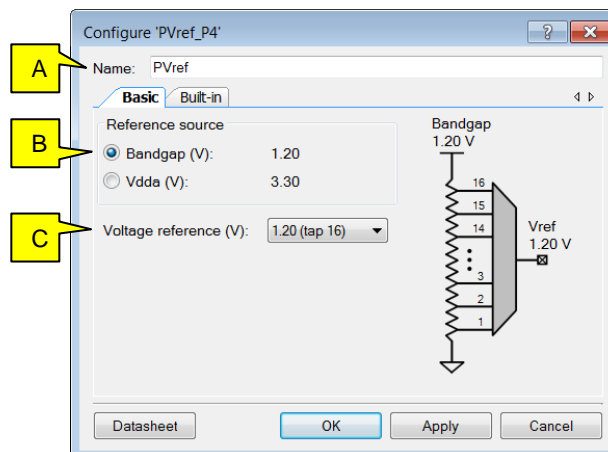 Configure 'PVref_P4'
?
A
Name: PVref
Basic Built-in
B
Reference source
Bandgap (V): 1.20
Vdda (V): 3.30
C
Voltage reference (V): 1.20 (tap 16)
Bandgap
1.20 V
16
15
14
3
2
1
Vref
1.20 V
Datasheet OK Apply Cancel